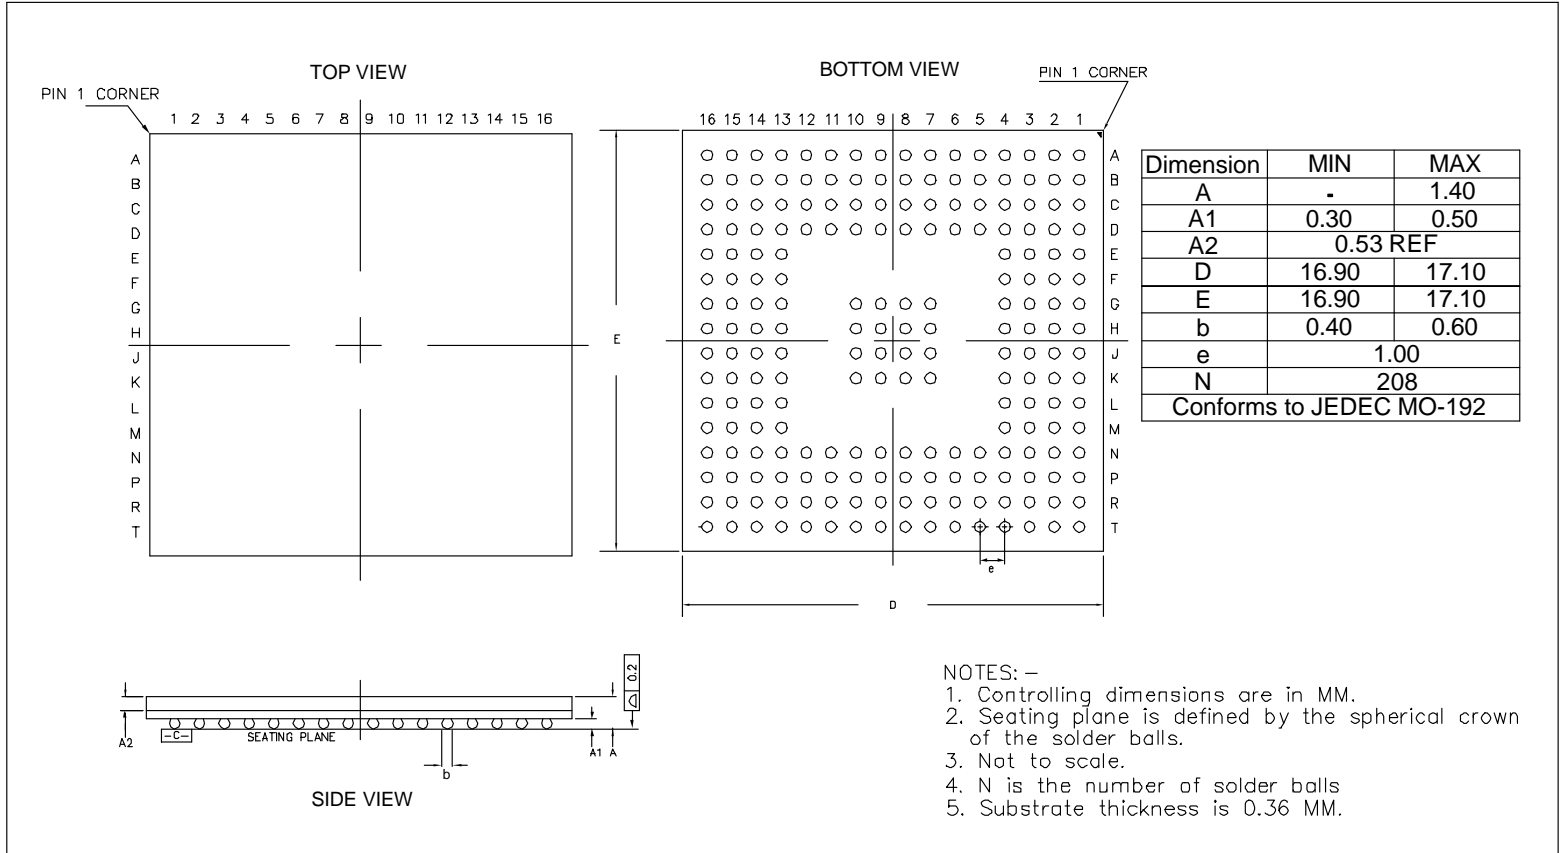 TOP VIEW
PIN 1 CORNER
1 2 3 4 5 6 7 8 9 10 11 12 13 14 15 16
A
B
C
D
E
F
G
H
J
K
L
M
N
P
R
T
BOTTOM VIEW
PIN 1 CORNER
16 15 14 13 12 11 10 9 8 7 6 5 4 3 2 1
A
B
C
D
E
F
G
H
J
K
L
M
N
P
R
T
E
e
D
Dimension MIN MAX
A - 1.40
A1 0.30 0.50
A2 0.53 REF
D 16.90 17.10
E 16.90 17.10
b 0.40 0.60
e 1.00
N 208
Conforms to JEDEC MO-192
0.2
A2
-C-
SEATING PLANE
b
A1
A
SIDE VIEW
NOTES: –
1. Controlling dimensions are in MM.
2. Seating plane is defined by the spherical crown
of the solder balls.
3. Not to scale.
4. N is the number of solder balls
5. Substrate thickness is 0.36 MM.